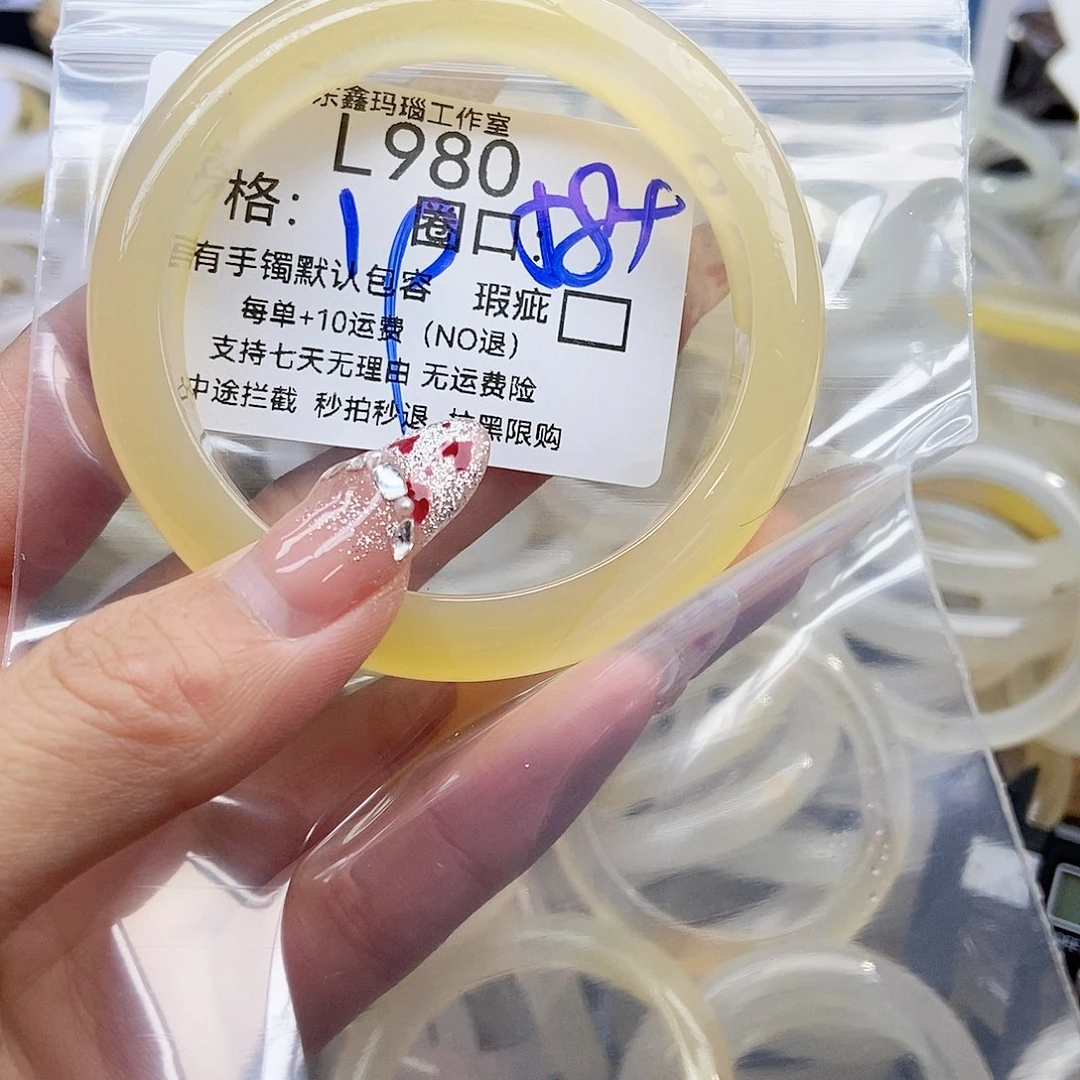 鑫玛瑙工作室
L980
格: 圈口:
有手镯默认包容 瑕疵
每单+10运费 (NO退)
支持七天无理由 无运费险
中途拦截 秒拍秒退 拉黑限购